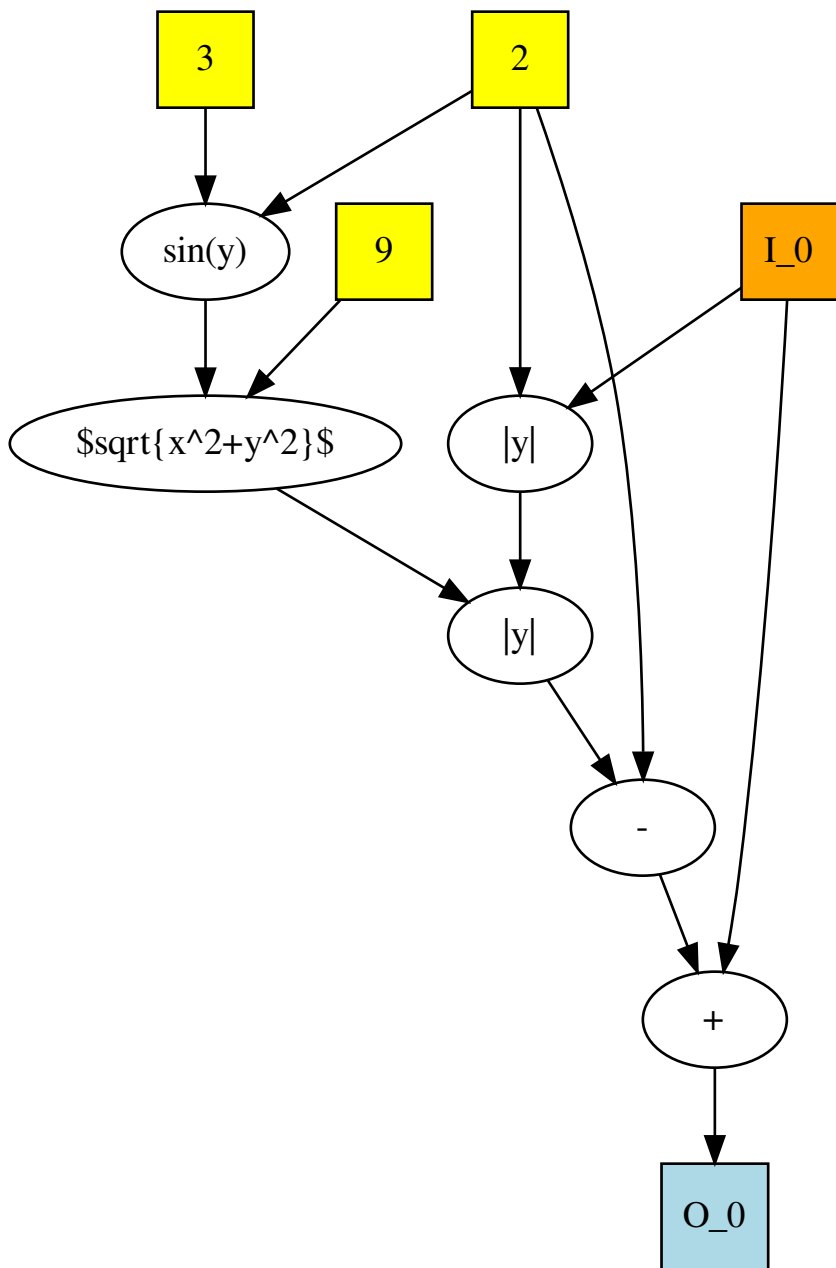 3
2
sin(y)
9
I_0
$sqrt{x^2+y^2}$
|y|
|y|
-
+
O_0